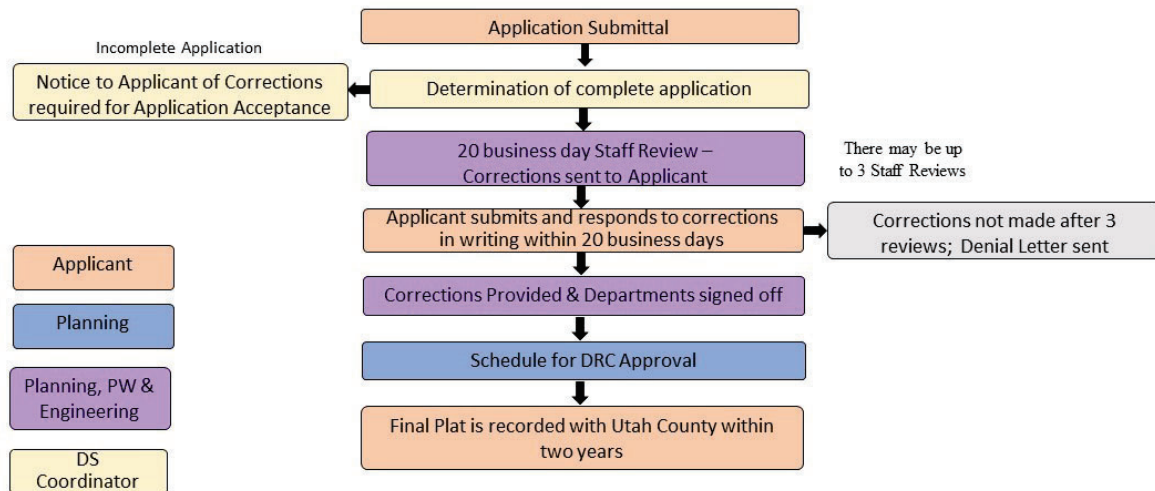 Application Submittal
Incomplete Application
Notice to Applicant of Corrections
required for Application Acceptance
Determination of complete application
20 business day Staff Review –
Corrections sent to Applicant
There may be up
to 3 Staff Reviews
Applicant submits and responds to corrections
in writing within 20 business days
Corrections not made after 3
reviews; Denial Letter sent
Applicant
Planning
Planning, PW &
Engineering
DS
Coordinator
Corrections Provided & Departments signed off
Schedule for DRC Approval
Final Plat is recorded with Utah County within
two years